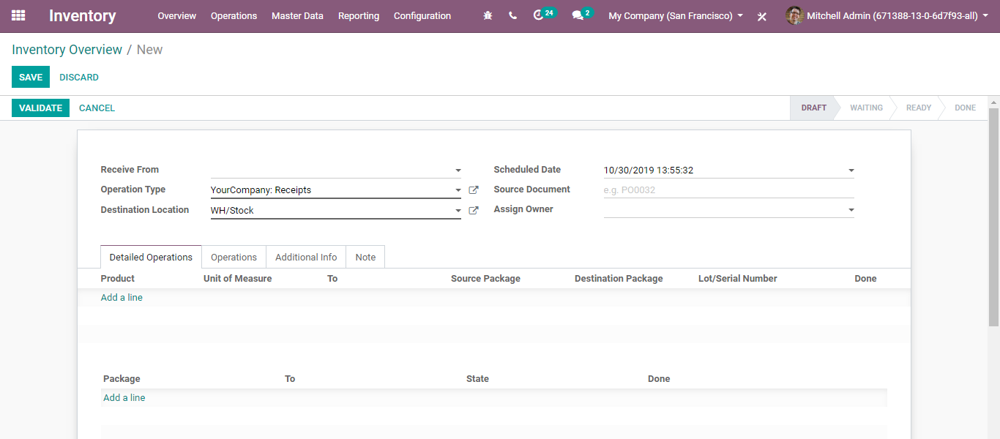 Inventory Overview Operations Master Data Reporting Configuration 24 2 My Company (San Francisco) Mitchell Admin (671388-13-0-6d7f93-all)
Inventory Overview / New
SAVE DISCARD
VALIDATE CANCEL DRAFT WAITING READY DONE
Receive From Scheduled Date 10/30/2019 13:55:32
Operation Type YourCompany: Receipts Source Document e.g. PO0032
Destination Location WH/Stock Assign Owner
Detailed Operations Operations Additional Info Note
Product Unit of Measure To Source Package Destination Package Lot/Serial Number Done
Add a line
Package To State Done
Add a line